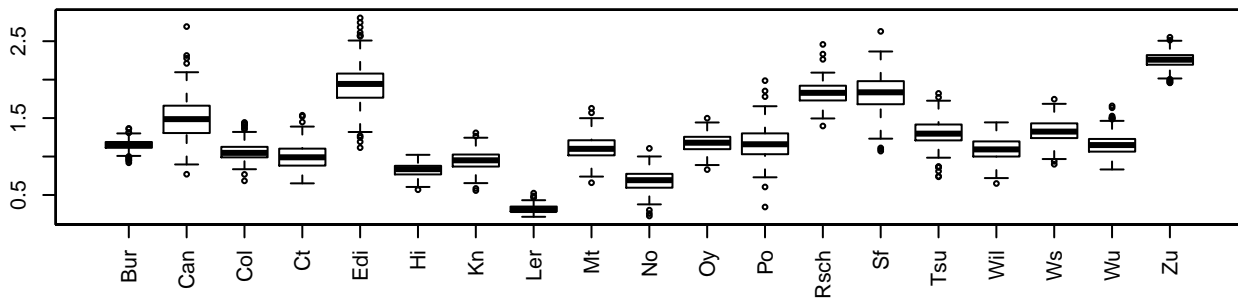 2.5
1.5
0.5
Bur Can Col Ct Edi Hi Kn Ler Mt No Oy Po Rsch Sf Tsu Wil Ws Wu Zu